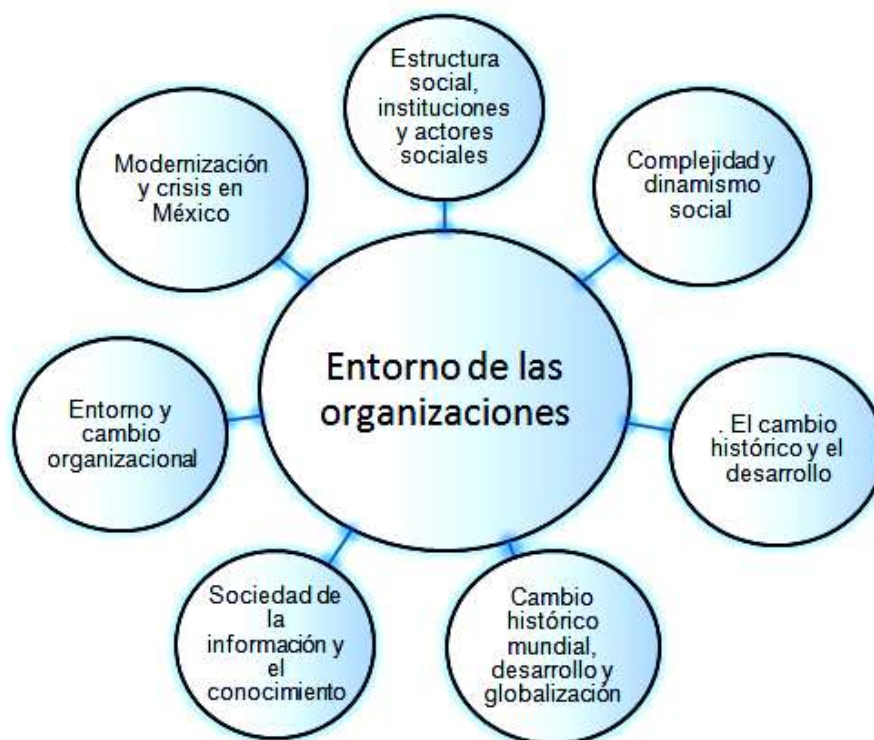 Estructura
social,
instituciones
y actores
sociales
Modernización
y crisis en
México
Complejidad y
dinamismo
social
Entorno de las
organizaciones
Entorno y
cambio
organizacional
. El cambio
histórico y el
desarrollo
Sociedad de
la
información y
el
conocimiento
Cambio
histórico
mundial,
desarrollo y
globalización